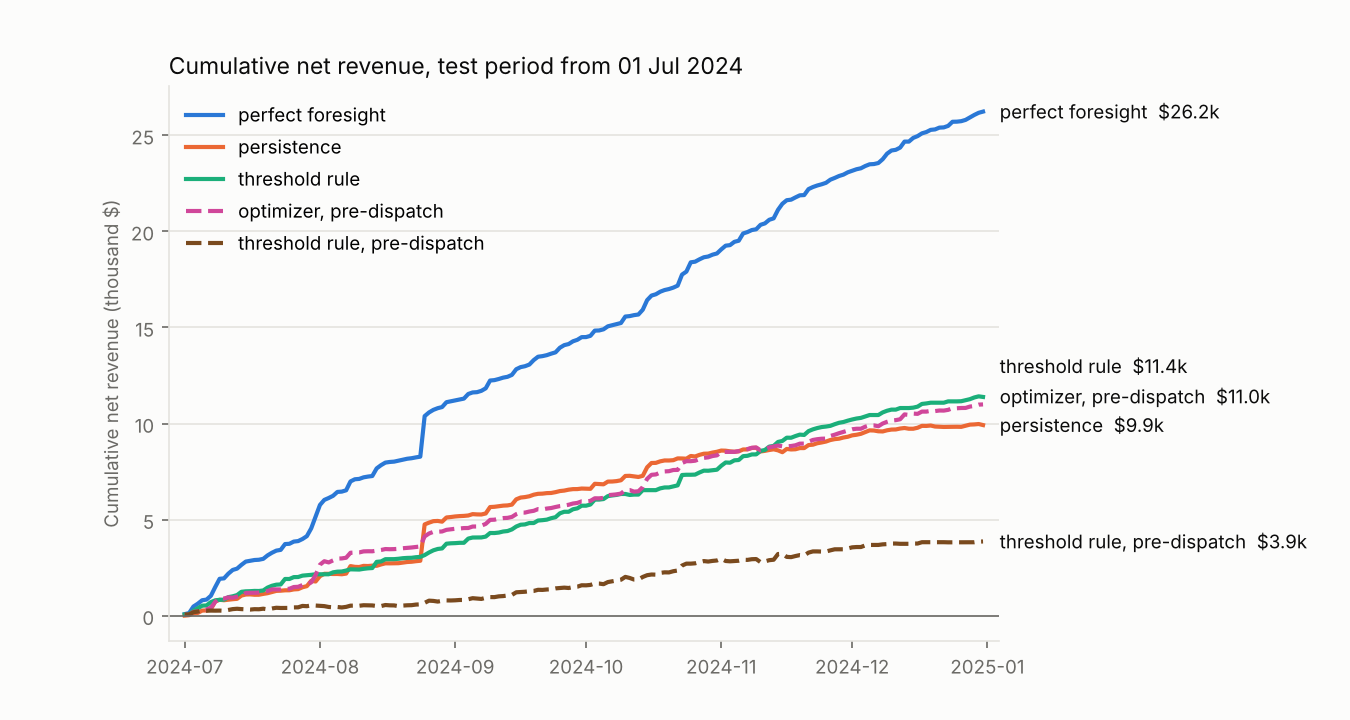 Cumulative net revenue, test period from 01 Jul 2024
perfect foresight
persistence
threshold rule
optimizer, pre-dispatch
threshold rule, pre-dispatch
Cumulative net revenue (thousand $)
25
20
15
10
5
0
2024-07
2024-08
2024-09
2024-10
2024-11
2024-12
2025-01
perfect foresight $26.2k
threshold rule $11.4k
optimizer, pre-dispatch $11.0k
persistence $9.9k
threshold rule, pre-dispatch $3.9k